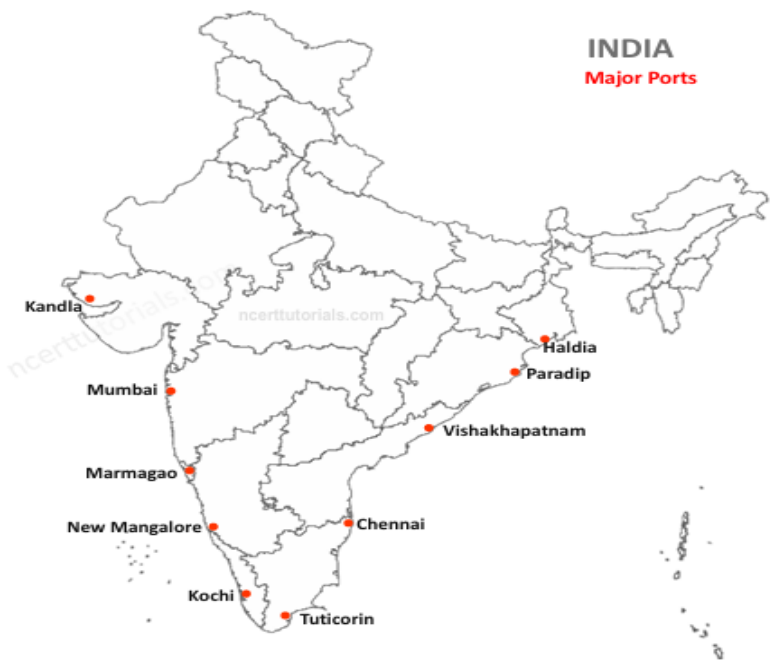 INDIA
Major Ports
ncerttutorials.com
Kandla
ncerttutorials.com
Haldia
Paradip
Mumbai
Vishakhapatnam
Marmagao
New Mangalore
Chennai
Kochi
Tuticorin